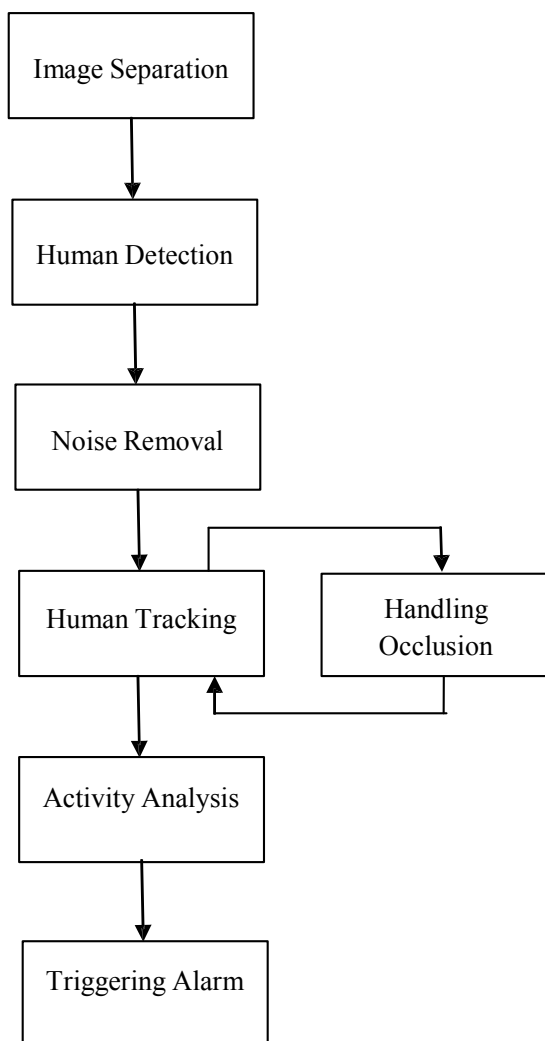 Image Separation
Human Detection
Noise Removal
Human Tracking
Handling
Occlusion
Activity Analysis
Triggering Alarm